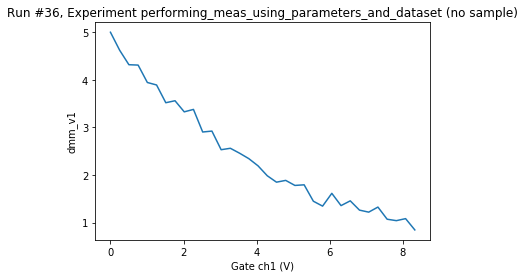 Run #36, Experiment performing_meas_using_parameters_and_dataset (no sample)
5
4
3
2
1
dmm_v1
0 2 4 6 8
Gate ch1 (V)